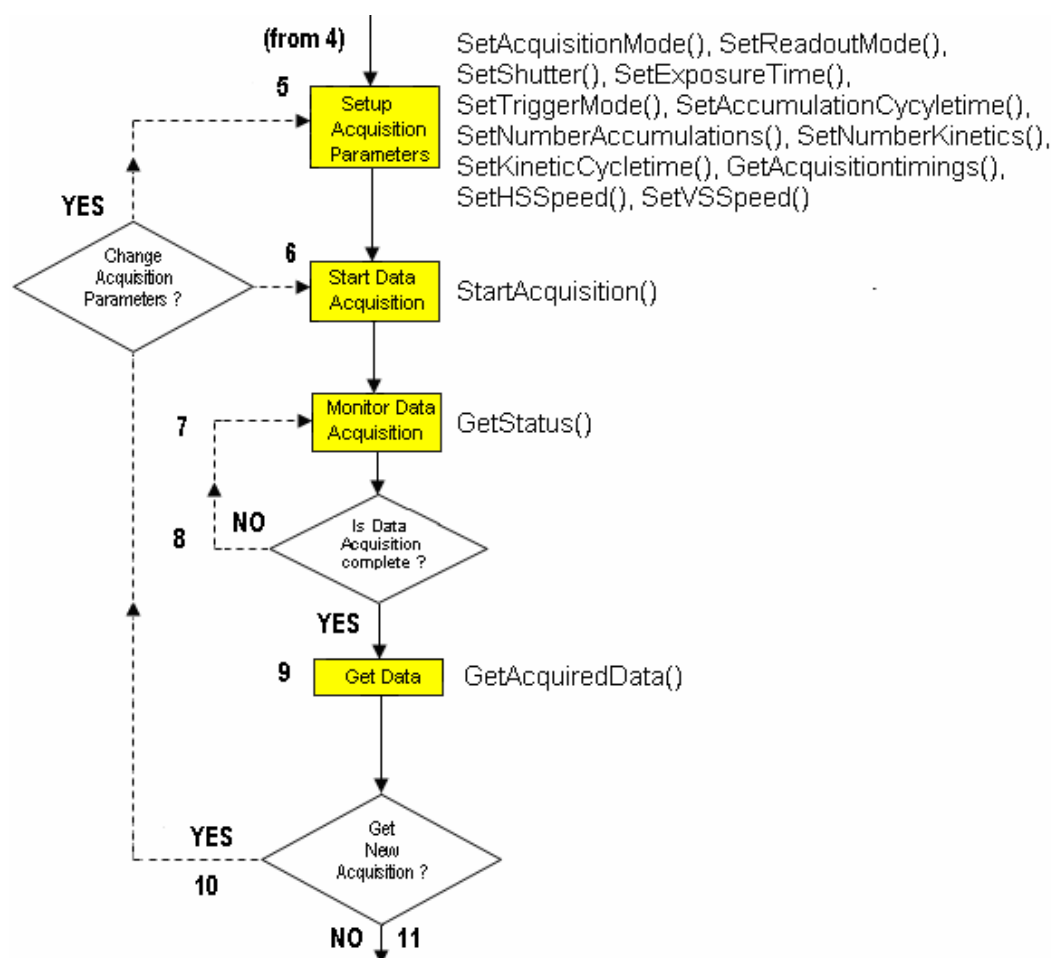 (from 4)
SetAcquisitionMode(), SetReadoutMode(),
SetShutter(), SetExposureTime(),
SetTriggerMode(), SetAccumulationCycyletime(),
SetNumberAccumulations(), SetNumberKinetics(),
SetKineticCycletime(), GetAcquisitiontimings(),
SetHSSpeed(), SetVSSpeed()
5
Setup
Acquisition
Parameters
YES
Change
Acquisition
Parameters ?
6
Start Data
Acquisition
StartAcquisition()
7
Monitor Data
Acquisition
GetStatus()
8
NO
Is Data
Acquisition
complete ?
YES
9
Get Data
GetAcquiredData()
YES
10
Get
New
Acquisition ?
NO
11